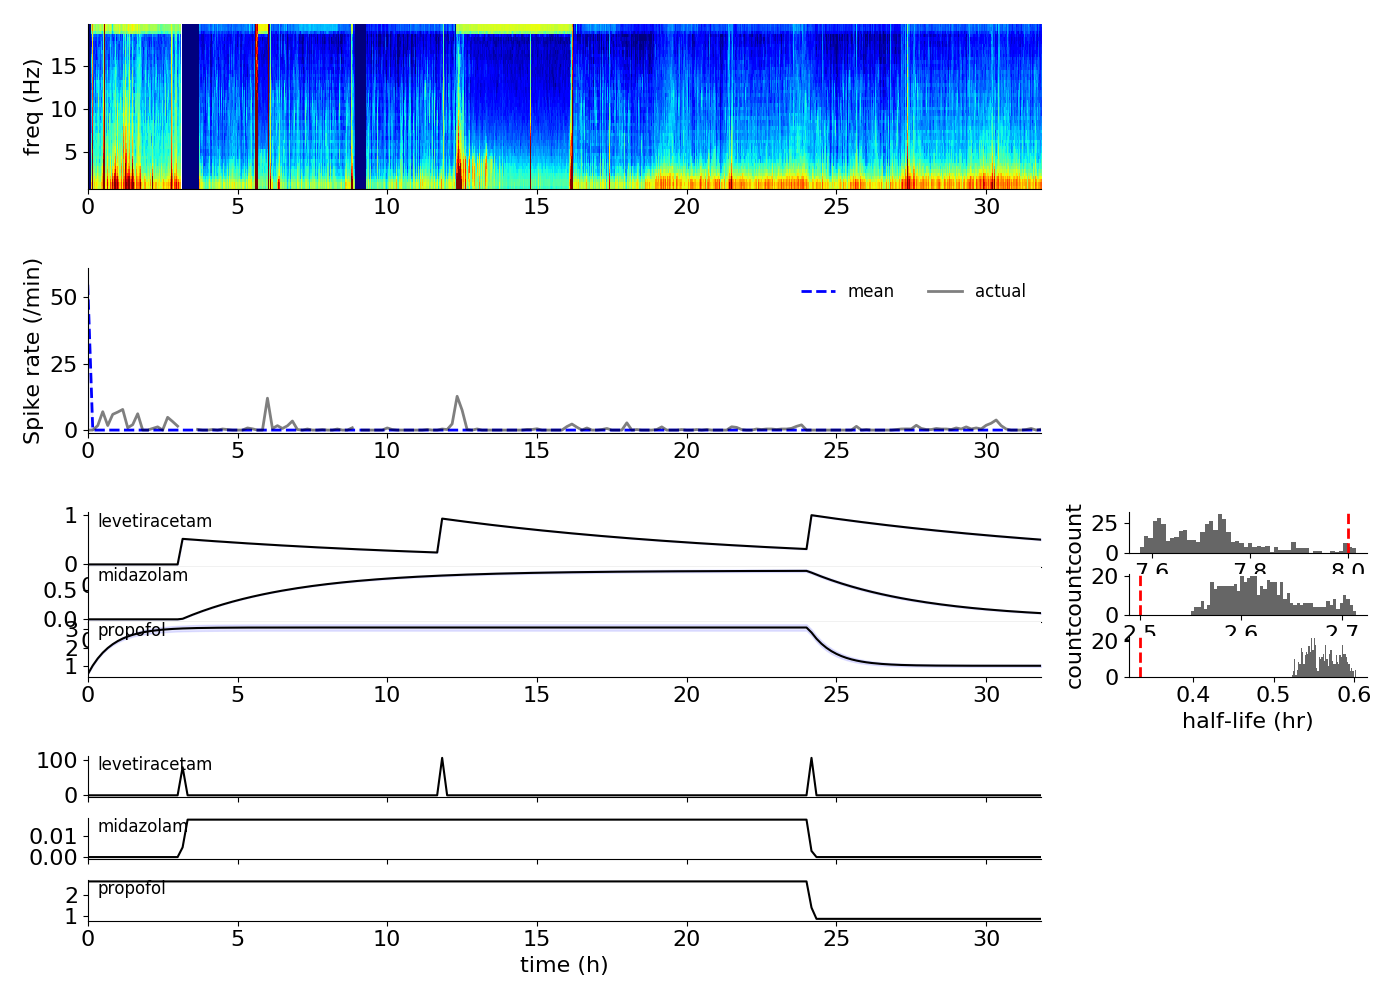 freq (Hz)
15
10
5
0 5 10 15 20 25 30
Spike rate (/min)
50
25
0
mean actual
0 5 10 15 20 25 30
1
0
levetiracetam
0.5
0.0
midazolam
3
2
1
propofol
0 5 10 15 20 25 30
count
25
0
7.6 7.8 8.0
count
20
0
2.5 2.6 2.7
count
20
0
0.4 0.5 0.6
half-life (hr)
100
0
levetiracetam
0.01
0.00
midazolam
2
1
propofol
0 5 10 15 20 25 30
time (h)